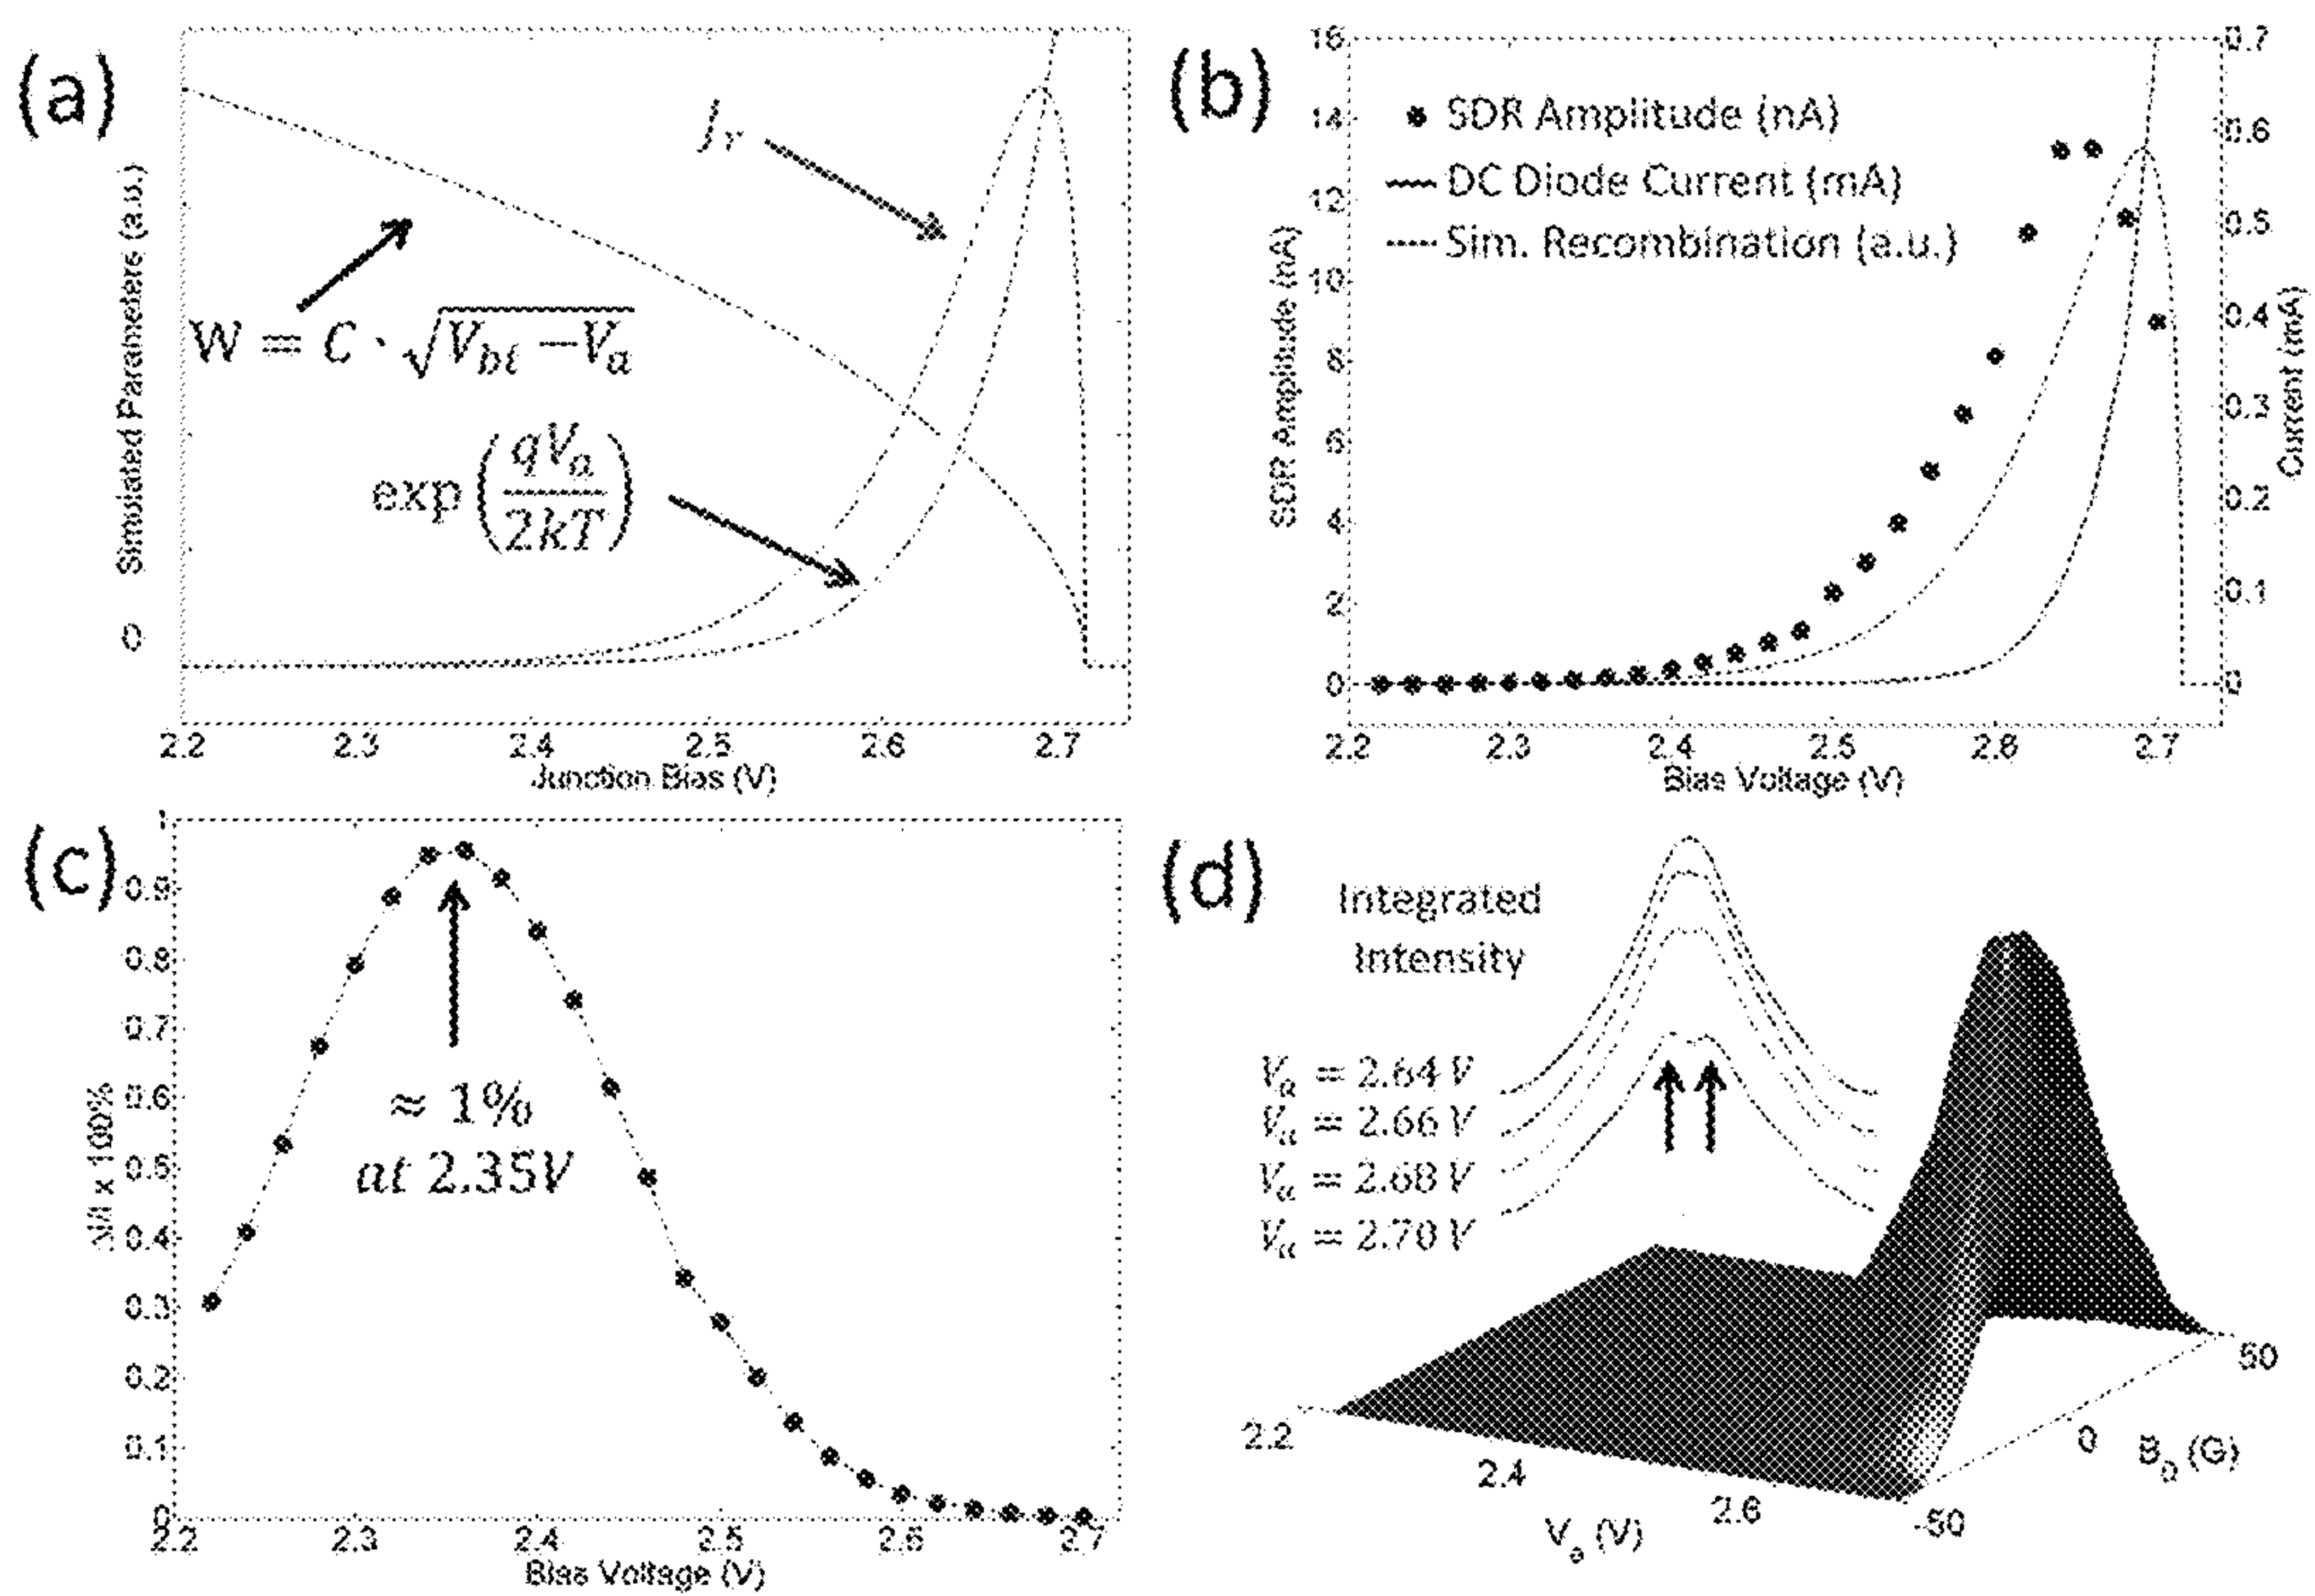 (a)
Simulated Parameters (a.u.)
0
J_r
W = C · √(V_bi − V_a)
exp(qV_a/2kT)
2.2 2.3 2.4 2.5 2.6 2.7
Junction Bias (V)
(b)
16
14
12
10
8
6
4
2
0
SDR Amplitude (nA)
SDR Amplitude (nA)
DC Diode Current (mA)
Sim. Recombination (a.u.)
0.7
0.6
0.5
0.4
0.3
0.2
0.1
0
Current (mA)
2.2 2.3 2.4 2.5 2.6 2.7
Bias Voltage (V)
(c)
1
0.9
0.8
0.7
0.6
0.5
0.4
0.3
0.2
0.1
0
ΔI/I x 100%
≈ 1%
at 2.35V
2.2 2.3 2.4 2.5 2.6 2.7
Bias Voltage (V)
(d)
Integrated
Intensity
V_a = 2.64 V
V_a = 2.66 V
V_a = 2.68 V
V_a = 2.70 V
2.2
2.4
2.6
V_a (V)
-50
0
50
B_0 (G)